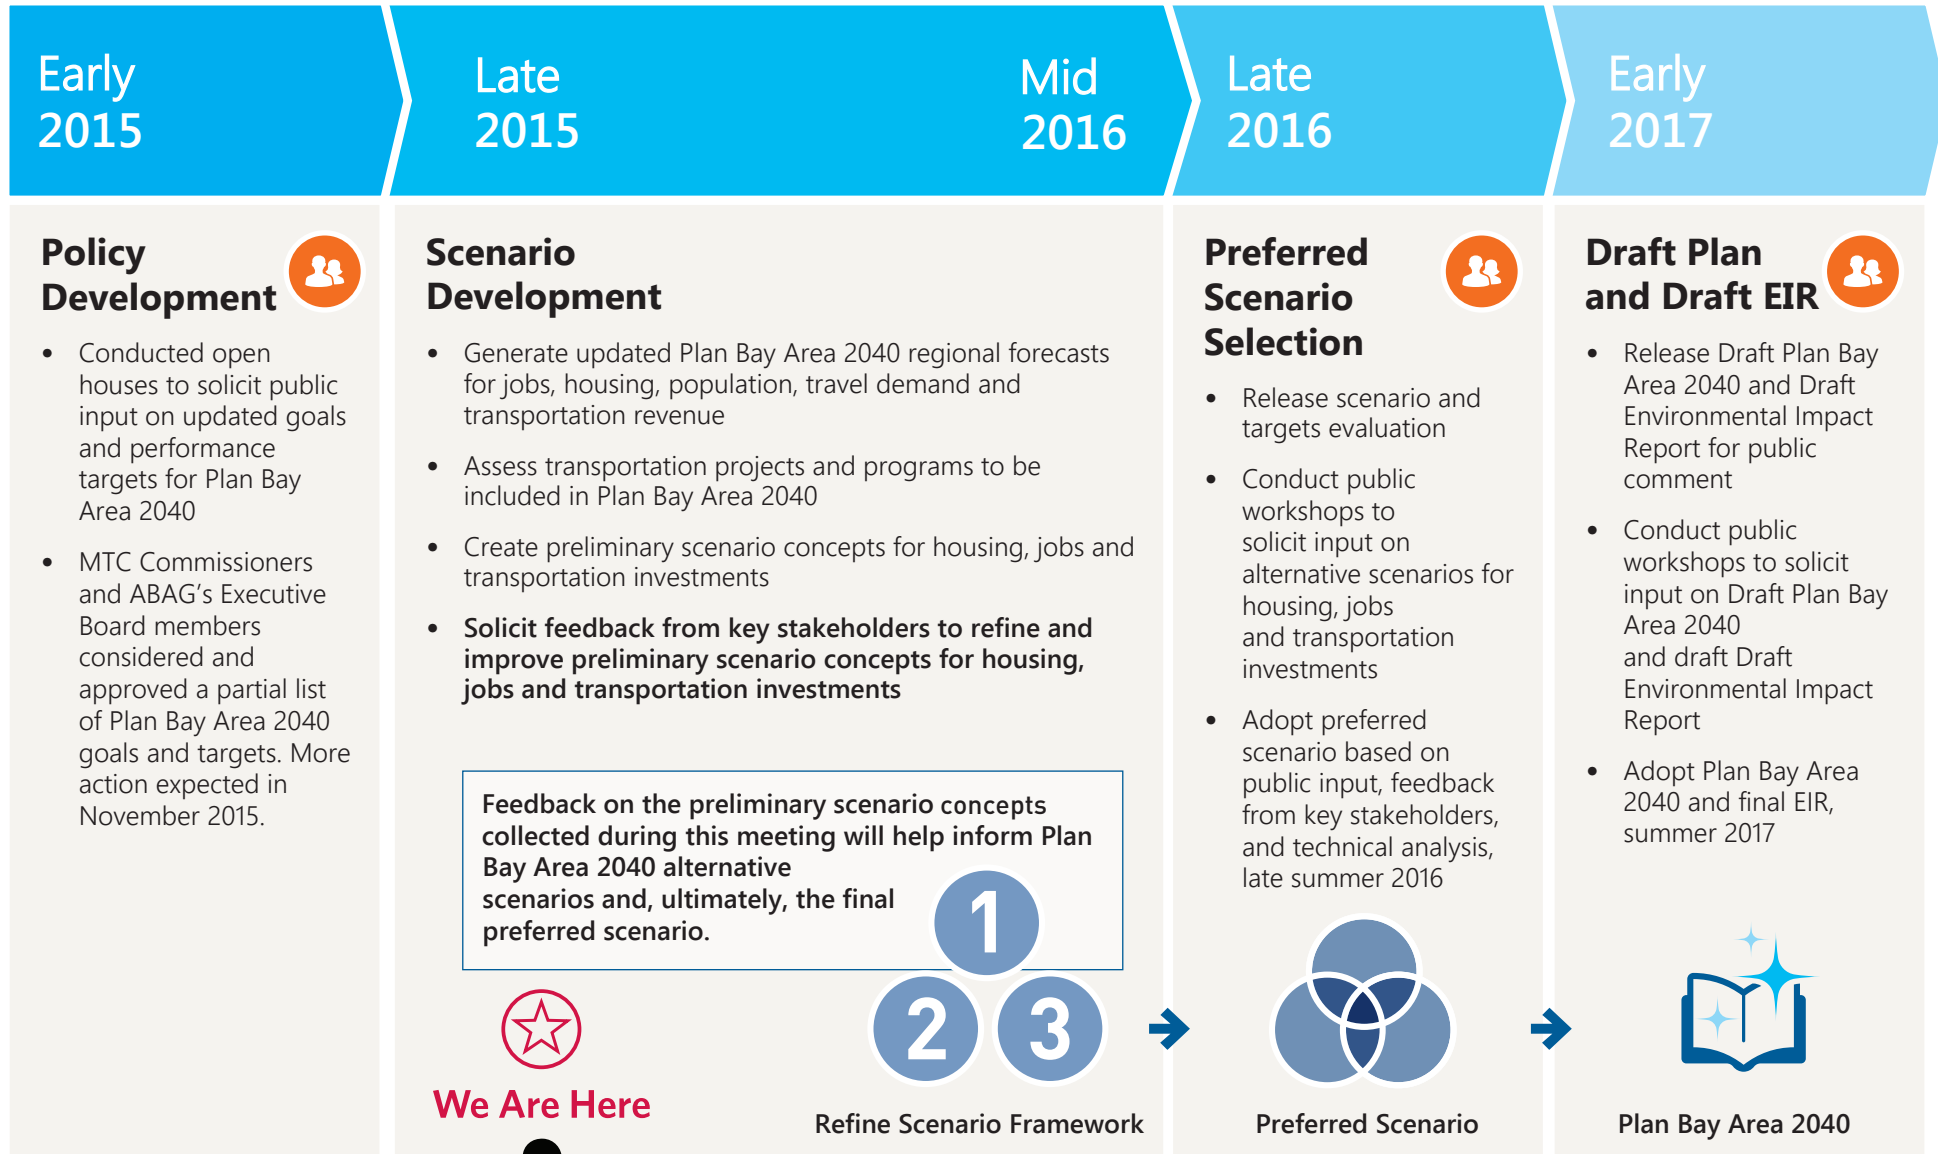 Early
2015
Late
2015
Mid
2016
Late
2016
Early
2017
Policy
Development
• Conducted open
houses to solicit public
input on updated goals
and performance
targets for Plan Bay
Area 2040
• MTC Commissioners
and ABAG’s Executive
Board members
considered and
approved a partial list
of Plan Bay Area 2040
goals and targets. More
action expected in
November 2015.
Scenario
Development
• Generate updated Plan Bay Area 2040 regional forecasts
for jobs, housing, population, travel demand and
transportation revenue
• Assess transportation projects and programs to be
included in Plan Bay Area 2040
• Create preliminary scenario concepts for housing, jobs and
transportation investments
• Solicit feedback from key stakeholders to refine and
improve preliminary scenario concepts for housing,
jobs and transportation investments
Feedback on the preliminary scenario concepts
collected during this meeting will help inform Plan
Bay Area 2040 alternative
scenarios and, ultimately, the final
preferred scenario.
We Are Here
1
2
3
Refine Scenario Framework
Preferred
Scenario
Selection
• Release scenario and
targets evaluation
• Conduct public
workshops to
solicit input on
alternative scenarios for
housing, jobs
and transportation
investments
• Adopt preferred
scenario based on
public input, feedback
from key stakeholders,
and technical analysis,
late summer 2016
Preferred Scenario
Draft Plan
and Draft EIR
• Release Draft Plan Bay
Area 2040 and Draft
Environmental Impact
Report for public
comment
• Conduct public
workshops to solicit
input on Draft Plan Bay
Area 2040
and draft Draft
Environmental Impact
Report
• Adopt Plan Bay Area
2040 and final EIR,
summer 2017
Plan Bay Area 2040